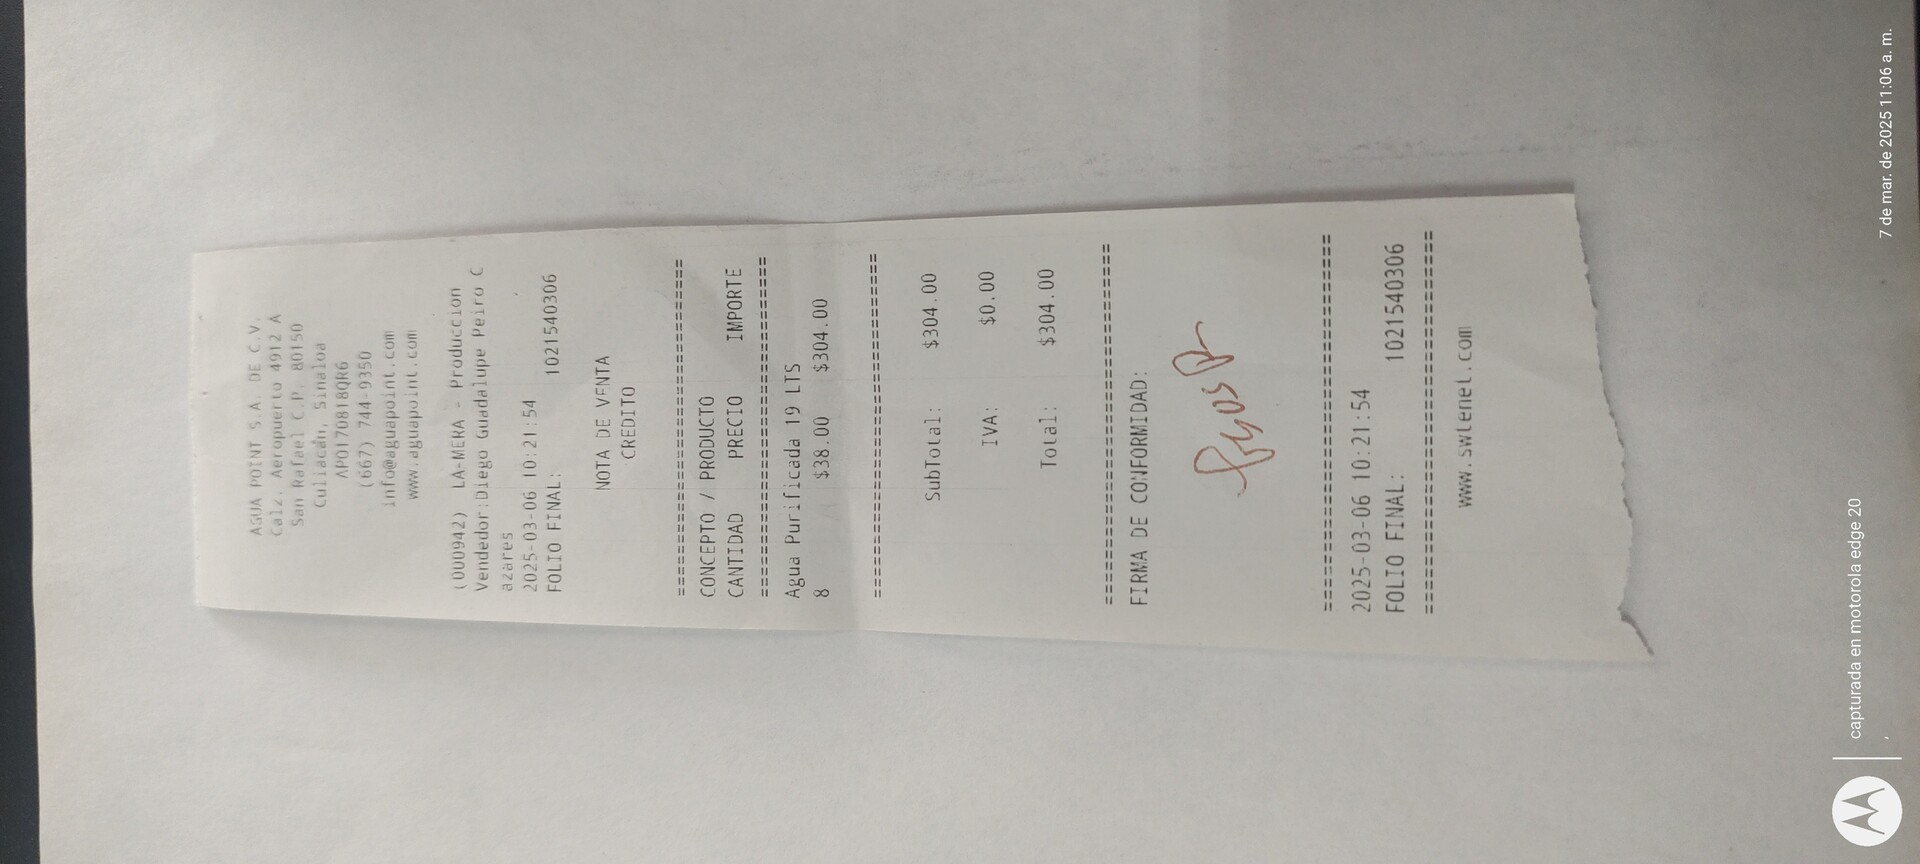 AGUA POINT S.A. DE C.V.
Calz. Aeropuerto 4912 A
San Rafael C.P. 80150
Culiacán, Sinaloa
APO170818QR6
(667) 744-9350
info@aguapoint.com
www.aguapoint.com
(000942) LA-MERA - Produccion
Vendedor:Diego Guadalupe Peiro C
azares
2025-03-06 10:21:54
FOLIO FINAL: 1021540306
NOTA DE VENTA
CREDITO
================================
CONCEPTO / PRODUCTO
CANTIDAD PRECIO IMPORTE
================================
Agua Purificada 19 LTS
8 $38.00 $304.00
================================
SubTotal: $304.00
IVA: $0.00
Total: $304.00
================================
FIRMA DE CONFORMIDAD:
================================
2025-03-06 10:21:54
FOLIO FINAL: 1021540306
================================
www.swtenet.com
capturada en motorola edge 20
7 de mar. de 2025 11:06 a. m.